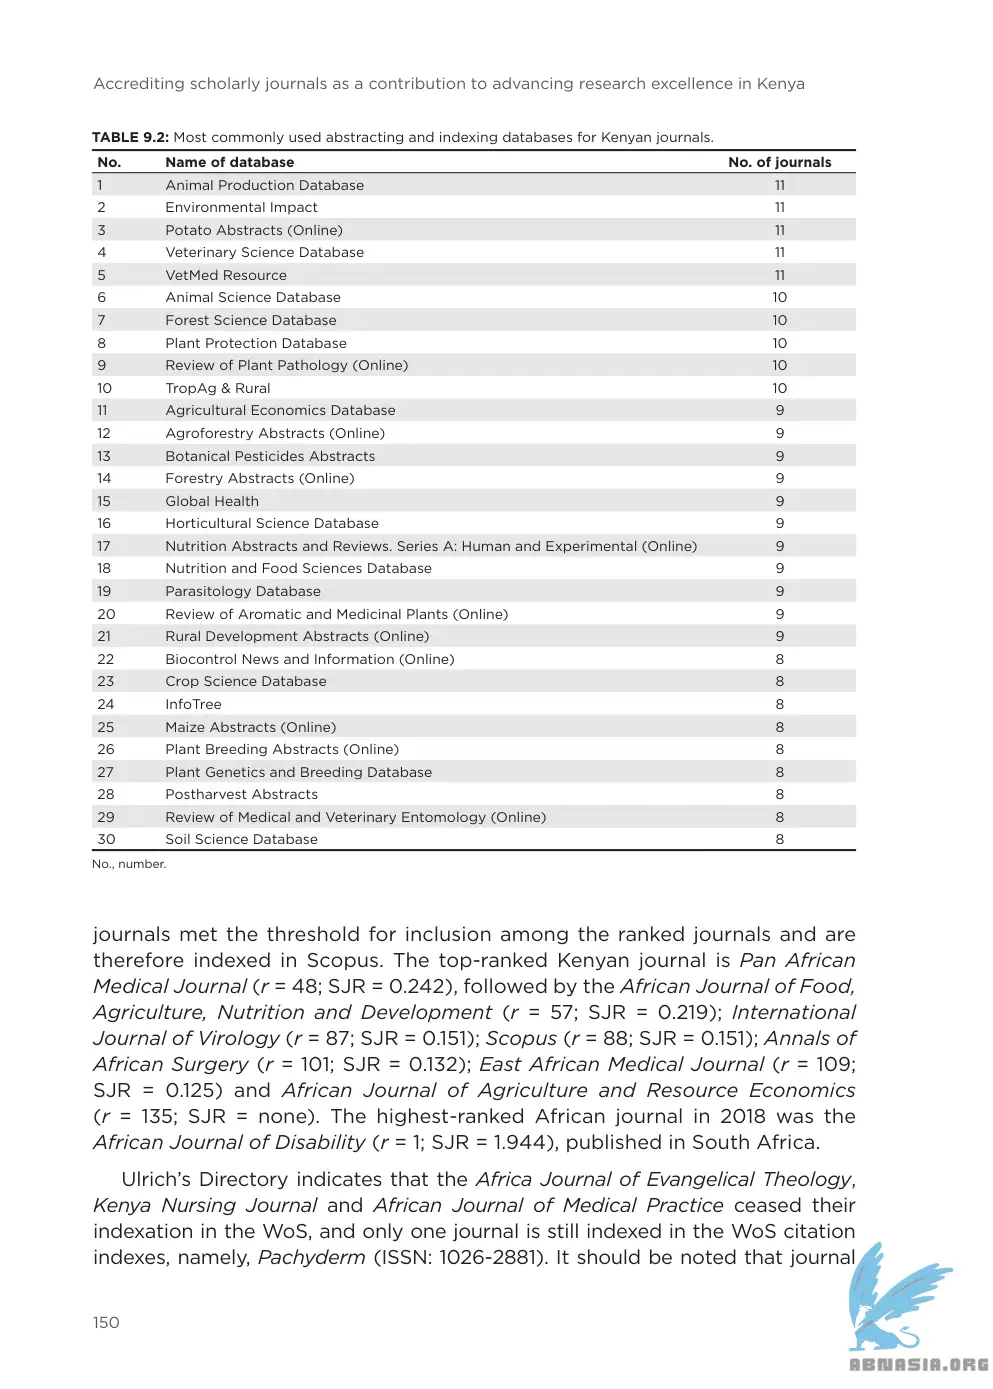 Accrediting scholarly journals as a contribution to advancing research excellence in Kenya
TABLE 9.2: Most commonly used abstracting and indexing databases for Kenyan journals.
No. Name of database No. of journals
1 Animal Production Database 11
2 Environmental Impact 11
3 Potato Abstracts (Online) 11
4 Veterinary Science Database 11
5 VetMed Resource 11
6 Animal Science Database 10
7 Forest Science Database 10
8 Plant Protection Database 10
9 Review of Plant Pathology (Online) 10
10 TropAg & Rural 10
11 Agricultural Economics Database 9
12 Agroforestry Abstracts (Online) 9
13 Botanical Pesticides Abstracts 9
14 Forestry Abstracts (Online) 9
15 Global Health 9
16 Horticultural Science Database 9
17 Nutrition Abstracts and Reviews. Series A: Human and Experimental (Online) 9
18 Nutrition and Food Sciences Database 9
19 Parasitology Database 9
20 Review of Aromatic and Medicinal Plants (Online) 9
21 Rural Development Abstracts (Online) 9
22 Biocontrol News and Information (Online) 8
23 Crop Science Database 8
24 InfoTree 8
25 Maize Abstracts (Online) 8
26 Plant Breeding Abstracts (Online) 8
27 Plant Genetics and Breeding Database 8
28 Postharvest Abstracts 8
29 Review of Medical and Veterinary Entomology (Online) 8
30 Soil Science Database 8
No., number.
journals met the threshold for inclusion among the ranked journals and are
therefore indexed in Scopus. The top-ranked Kenyan journal is Pan African
Medical Journal (r = 48; SJR = 0.242), followed by the African Journal of Food,
Agriculture, Nutrition and Development (r = 57; SJR = 0.219); International
Journal of Virology (r = 87; SJR = 0.151); Scopus (r = 88; SJR = 0.151); Annals of
African Surgery (r = 101; SJR = 0.132); East African Medical Journal (r = 109;
SJR = 0.125) and African Journal of Agriculture and Resource Economics
(r = 135; SJR = none). The highest-ranked African journal in 2018 was the
African Journal of Disability (r = 1; SJR = 1.944), published in South Africa.
Ulrich’s Directory indicates that the Africa Journal of Evangelical Theology,
Kenya Nursing Journal and African Journal of Medical Practice ceased their
indexation in the WoS, and only one journal is still indexed in the WoS citation
indexes, namely, Pachyderm (ISSN: 1026-2881). It should be noted that journal
150
ABNASIA.ORG